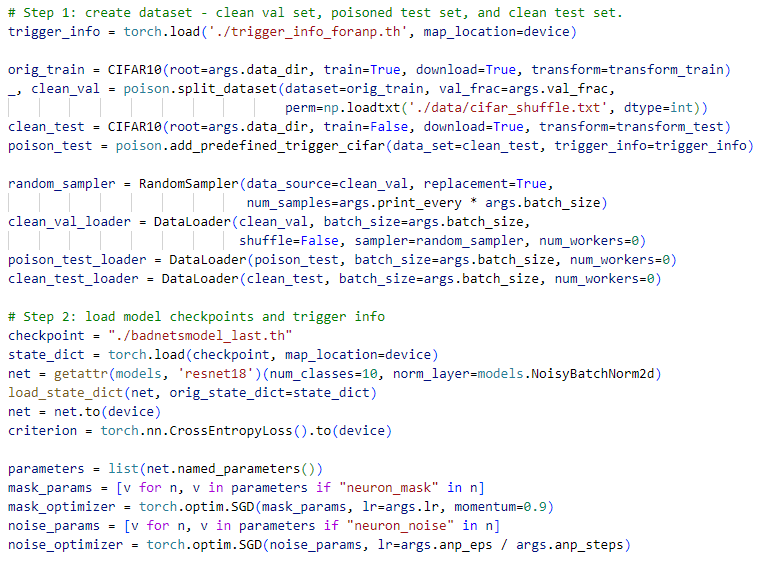 # Step 1: create dataset - clean val set, poisoned test set, and clean test set.
trigger_info = torch.load('./trigger_info_foranp.th', map_location=device)
orig_train = CIFAR10(root=args.data_dir, train=True, download=True, transform=transform_train)
_, clean_val = poison.split_dataset(dataset=orig_train, val_frac=args.val_frac,
perm=np.loadtxt('./data/cifar_shuffle.txt', dtype=int))
clean_test = CIFAR10(root=args.data_dir, train=False, download=True, transform=transform_test)
poison_test = poison.add_predefined_trigger_cifar(data_set=clean_test, trigger_info=trigger_info)
random_sampler = RandomSampler(data_source=clean_val, replacement=True,
num_samples=args.print_every * args.batch_size)
clean_val_loader = DataLoader(clean_val, batch_size=args.batch_size,
shuffle=False, sampler=random_sampler, num_workers=0)
poison_test_loader = DataLoader(poison_test, batch_size=args.batch_size, num_workers=0)
clean_test_loader = DataLoader(clean_test, batch_size=args.batch_size, num_workers=0)
# Step 2: load model checkpoints and trigger info
checkpoint = "./badnetsmodel_last.th"
state_dict = torch.load(checkpoint, map_location=device)
net = getattr(models, 'resnet18')(num_classes=10, norm_layer=models.NoisyBatchNorm2d)
load_state_dict(net, orig_state_dict=state_dict)
net = net.to(device)
criterion = torch.nn.CrossEntropyLoss().to(device)
parameters = list(net.named_parameters())
mask_params = [v for n, v in parameters if "neuron_mask" in n]
mask_optimizer = torch.optim.SGD(mask_params, lr=args.lr, momentum=0.9)
noise_params = [v for n, v in parameters if "neuron_noise" in n]
noise_optimizer = torch.optim.SGD(noise_params, lr=args.anp_eps / args.anp_steps)